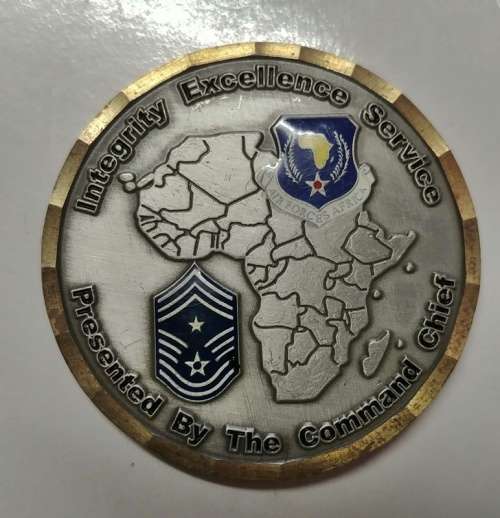 Integrity Excellence Service
AIR FORCES AFRICA
Presented By The Command Chief